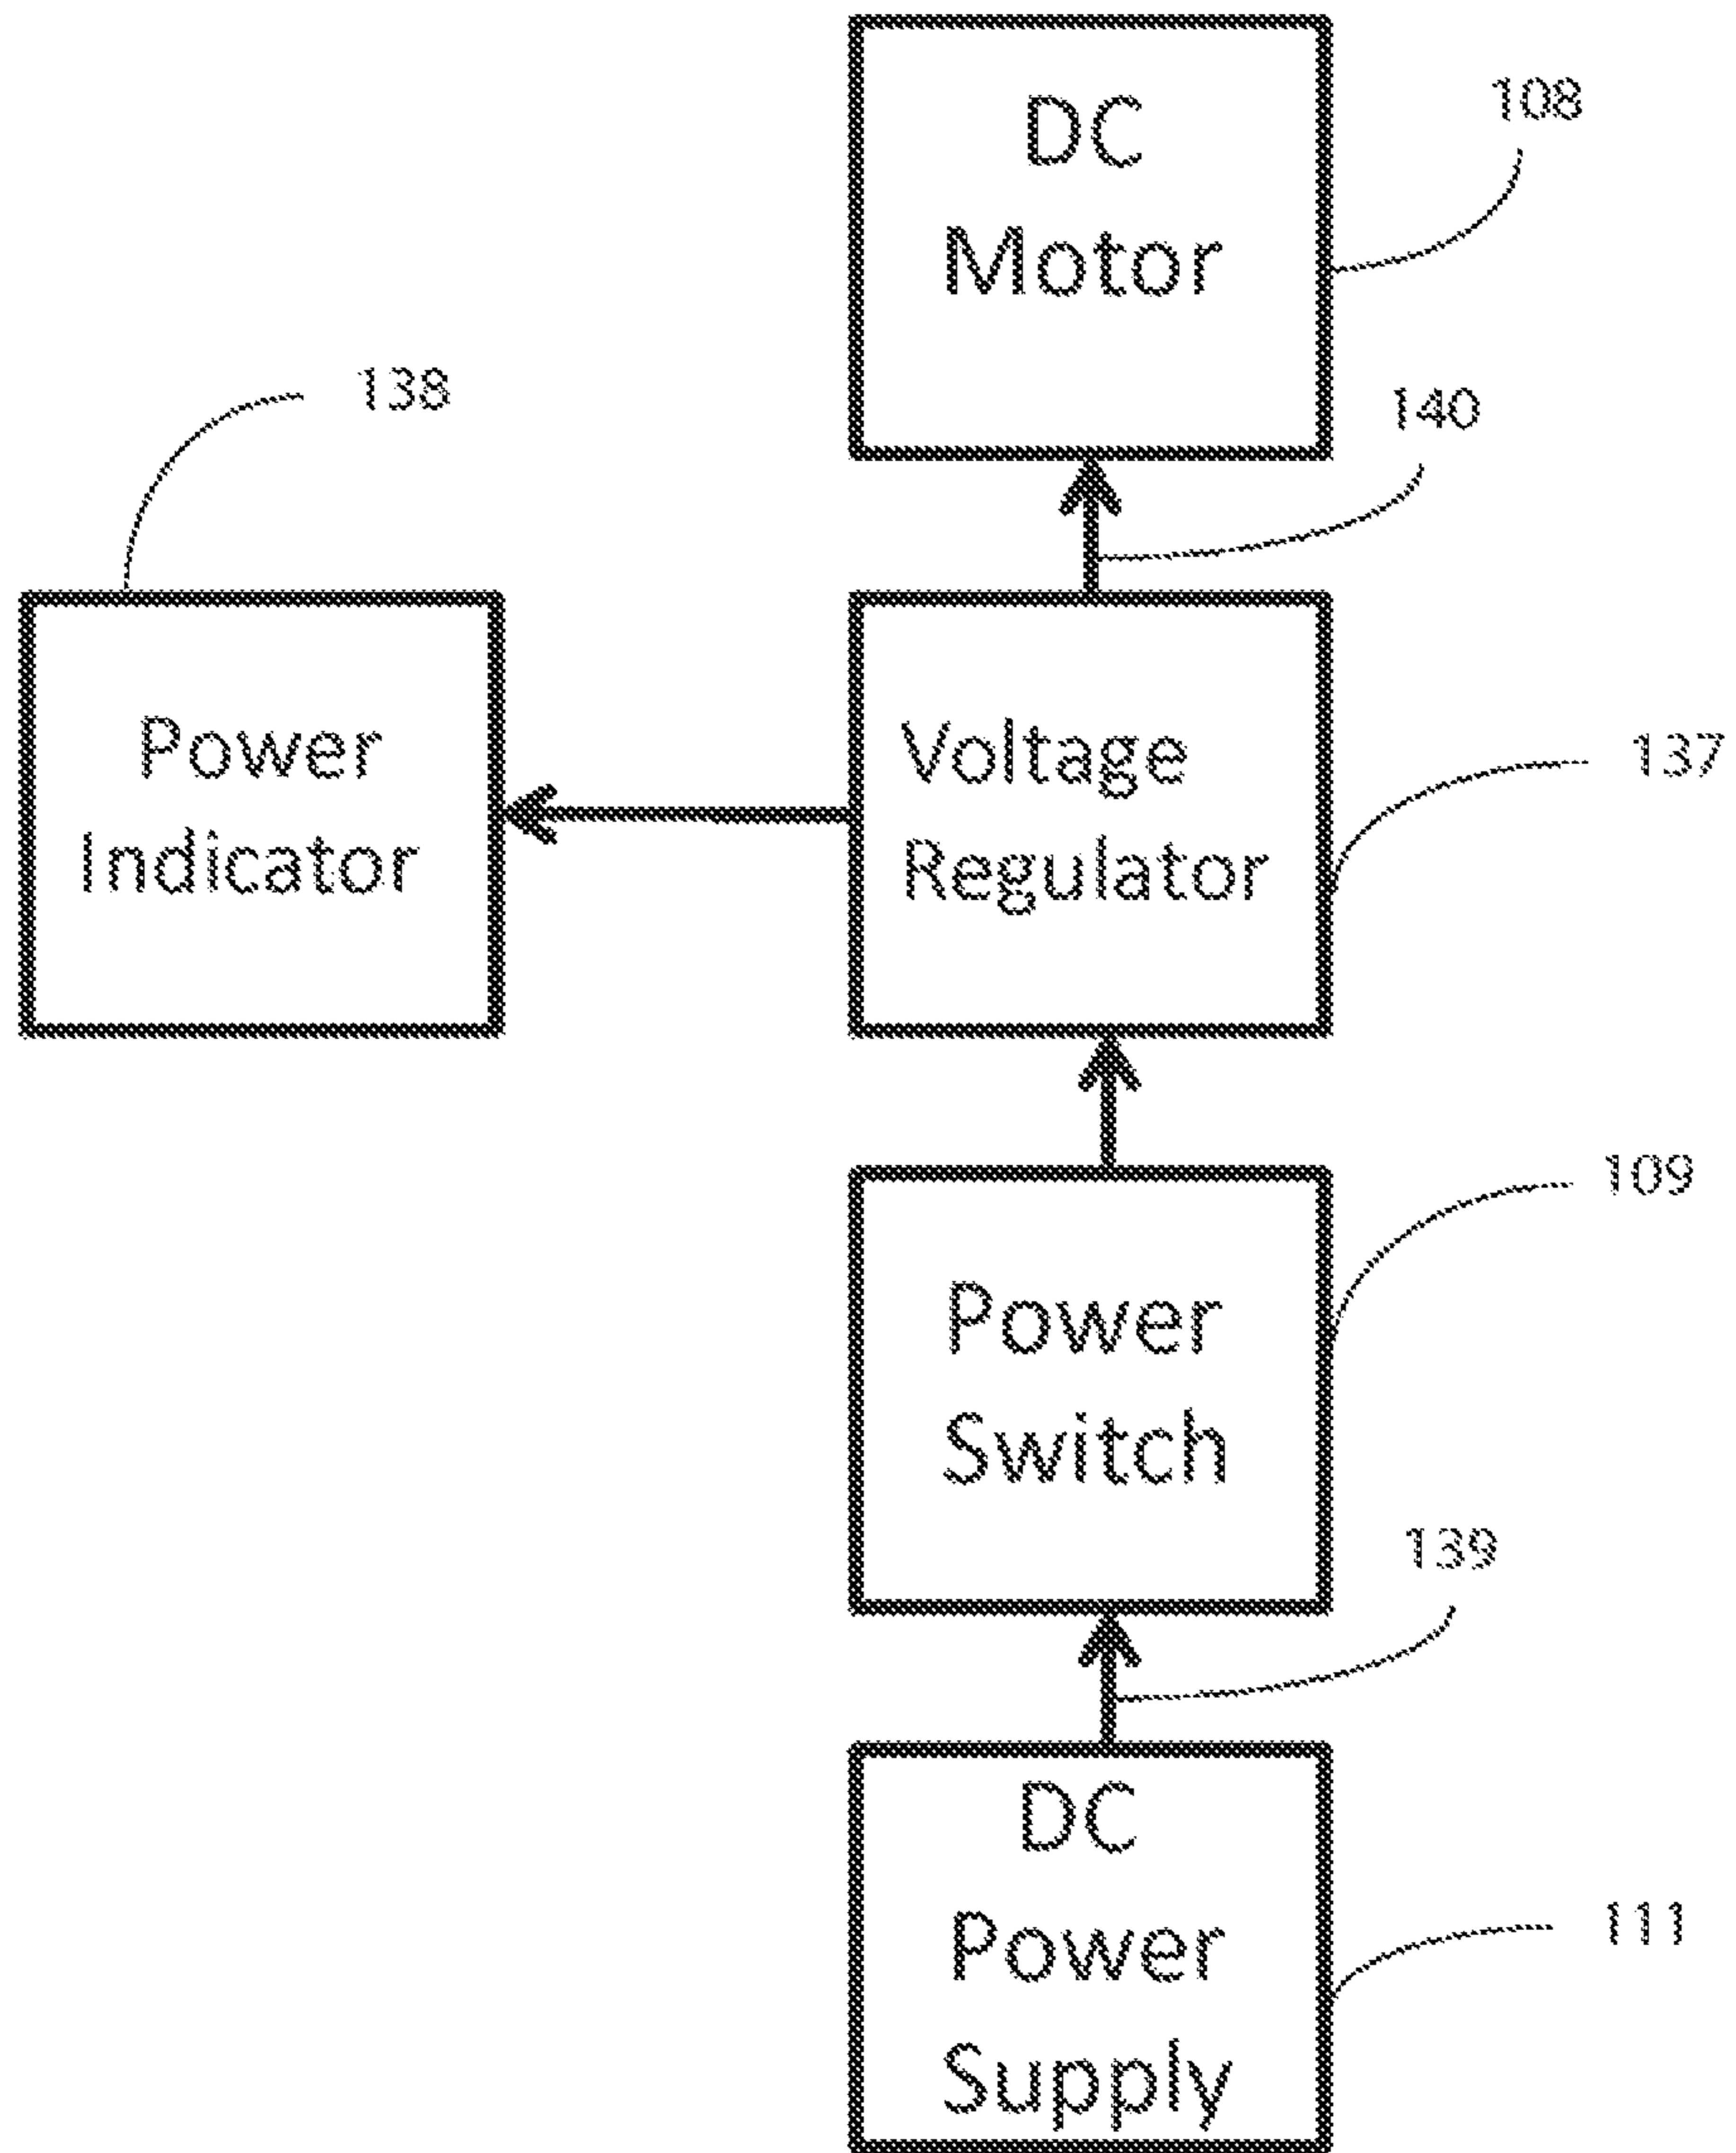 DC
Motor
108
138
140
Power
Indicator
Voltage
Regulator
137
109
Power
Switch
139
DC
Power
Supply
111